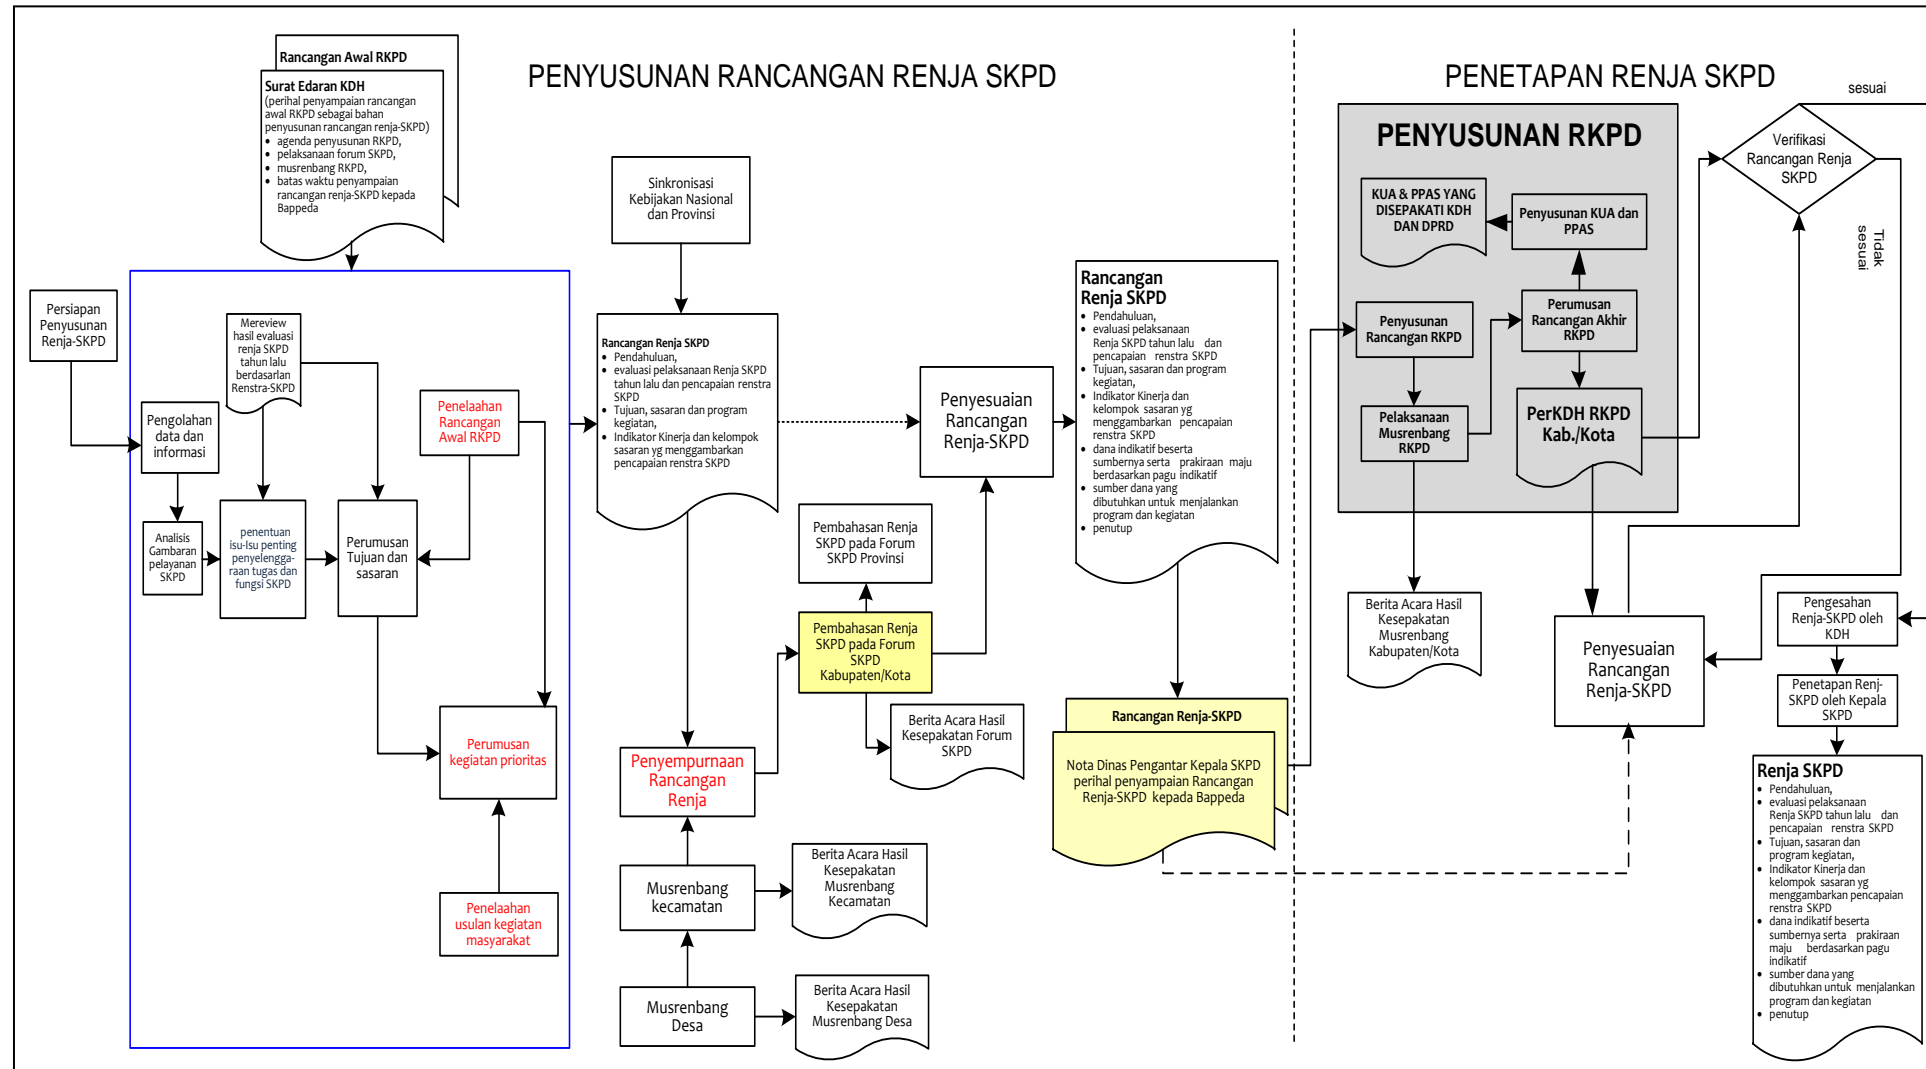 PENYUSUNAN RANCANGAN RENJA SKPD
PENETAPAN RENJA SKPD
Rancangan Awal RKPD
Surat Edaran KDH
(perihal penyampaian rancangan
awal RKPD sebagai bahan
penyusunan rancangan renja-SKPD)
• agenda penyusunan RKPD,
• pelaksanaan forum SKPD,
• musrenbang RKPD,
• batas waktu penyampaian
rancangan renja-SKPD kepada
Bappeda
Persiapan
Penyusunan
Renja-SKPD
Mereview
hasil evaluasi
renja SKPD
tahun lalu
berdasarlan
Renstra-SKPD
Pengolahan
data dan
informasi
Analisis
Gambaran
pelayanan
SKPD
penentuan
isu-Isu penting
penyelengga-
raan tugas dan
fungsi SKPD
Perumusan
Tujuan dan
sasaran
Penelaahan
Rancangan
Awal RKPD
Perumusan
kegiatan prioritas
Penelaahan
usulan kegiatan
masyarakat
Sinkronisasi
Kebijakan Nasional
dan Provinsi
Rancangan Renja SKPD
• Pendahuluan,
• evaluasi pelaksanaan Renja SKPD
tahun lalu dan pencapaian renstra
SKPD
• Tujuan, sasaran dan program
kegiatan,
• Indikator Kinerja dan kelompok
sasaran yg menggambarkan
pencapaian renstra SKPD
Penyempurnaan
Rancangan
Renja
Musrenbang
kecamatan
Musrenbang
Desa
Berita Acara Hasil
Kesepakatan
Musrenbang
Kecamatan
Berita Acara Hasil
Kesepakatan
Musrenbang Desa
Pembahasan Renja
SKPD pada Forum
SKPD Provinsi
Pembahasan Renja
SKPD pada Forum
SKPD
Kabupaten/Kota
Berita Acara Hasil
Kesepakatan Forum
SKPD
Penyesuaian
Rancangan
Renja-SKPD
Rancangan
Renja SKPD
• Pendahuluan,
• evaluasi pelaksanaan
Renja SKPD tahun lalu dan
pencapaian renstra SKPD
• Tujuan, sasaran dan program
kegiatan,
• Indikator Kinerja dan
kelompok sasaran yg
menggambarkan pencapaian
renstra SKPD
• dana indikatif beserta
sumbernya serta prakiraan maju
berdasarkan pagu indikatif
• sumber dana yang
dibutuhkan untuk menjalankan
program dan kegiatan
• penutup
Rancangan Renja-SKPD
Nota Dinas Pengantar Kepala SKPD
perihal penyampaian Rancangan
Renja-SKPD kepada Bappeda
PENYUSUNAN RKPD
KUA & PPAS YANG
DISEPAKATI KDH
DAN DPRD
Penyusunan KUA dan
PPAS
Penyusunan
Rancangan RKPD
Perumusan
Rancangan Akhir
RKPD
Pelaksanaan
Musrenbang
RKPD
PerKDH RKPD
Kab./Kota
Berita Acara Hasil
Kesepakatan
Musrenbang
Kabupaten/Kota
Penyesuaian
Rancangan
Renja-SKPD
sesuai
Verifikasi
Rancangan Renja
SKPD
Tidak
sesuai
Pengesahan
Renja-SKPD oleh
KDH
Penetapan Renj-
SKPD oleh Kepala
SKPD
Renja SKPD
• Pendahuluan,
• evaluasi pelaksanaan
Renja SKPD tahun lalu dan
pencapaian renstra SKPD
• Tujuan, sasaran dan
program kegiatan,
• Indikator Kinerja dan
kelompok sasaran yg
menggambarkan pencapaian
renstra SKPD
• dana indikatif beserta
sumbernya serta prakiraan
maju berdasarkan pagu
indikatif
• sumber dana yang
dibutuhkan untuk menjalankan
program dan kegiatan
• penutup